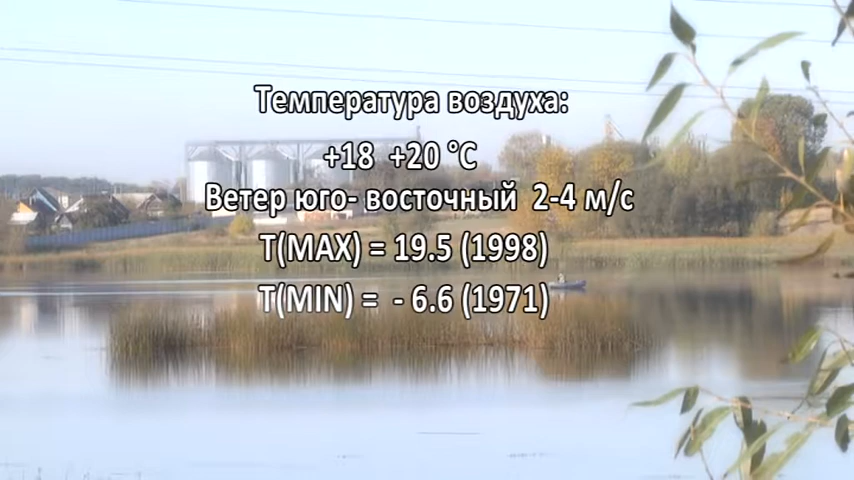 Температура воздуха:
+18 +20 °С
Ветер юго- восточный 2-4 м/с
T(MAX) = 19.5 (1998)
T(MIN) = - 6.6 (1971)